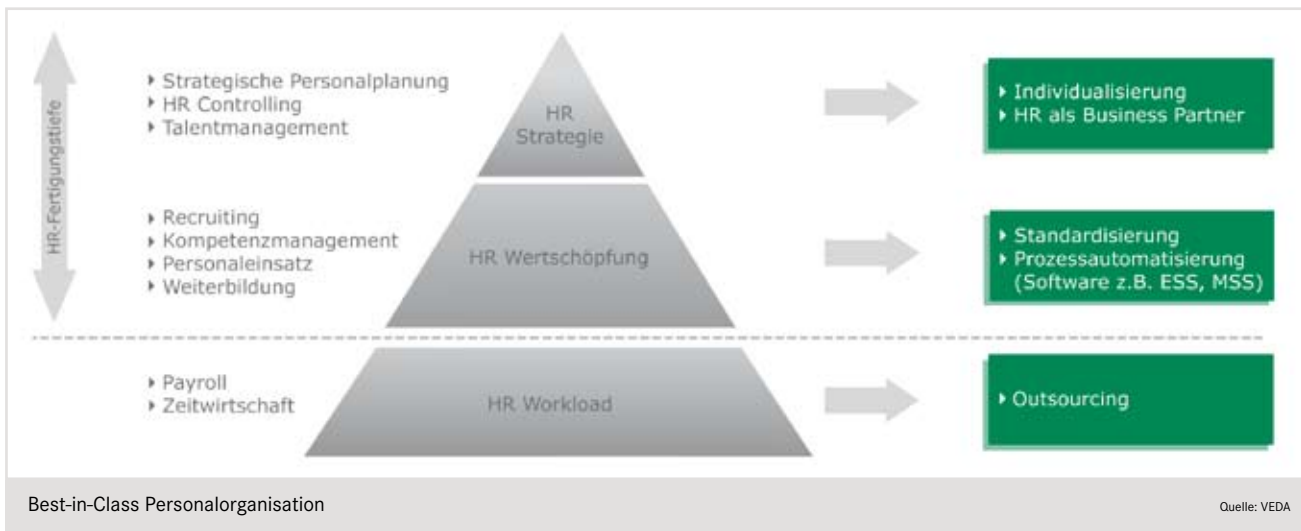 HR-Fertigungstiefe
Strategische Personalplanung
HR Controlling
Talentmanagement
HR
Strategie
Individualisierung
HR als Business Partner
Recruiting
Kompetenzmanagement
Personaleinsatz
Weiterbildung
HR Wertschöpfung
Standardisierung
Prozessautomatisierung
(Software z.B. ESS, MSS)
Payroll
Zeitwirtschaft
HR Workload
Outsourcing
Best-in-Class Personalorganisation
Quelle: VEDA